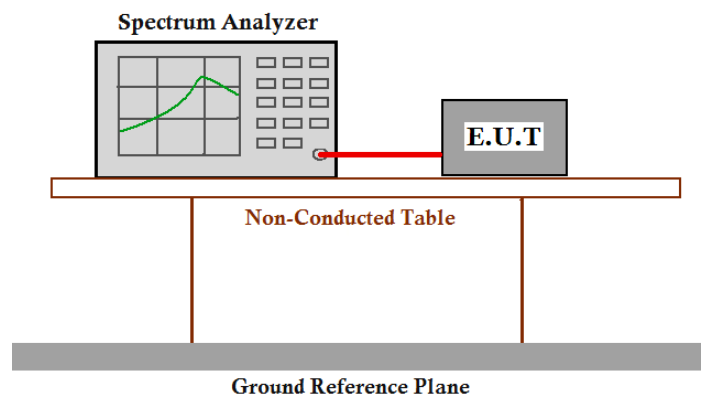 Spectrum Analyzer
E.U.T
Non-Conducted Table
Ground Reference Plane